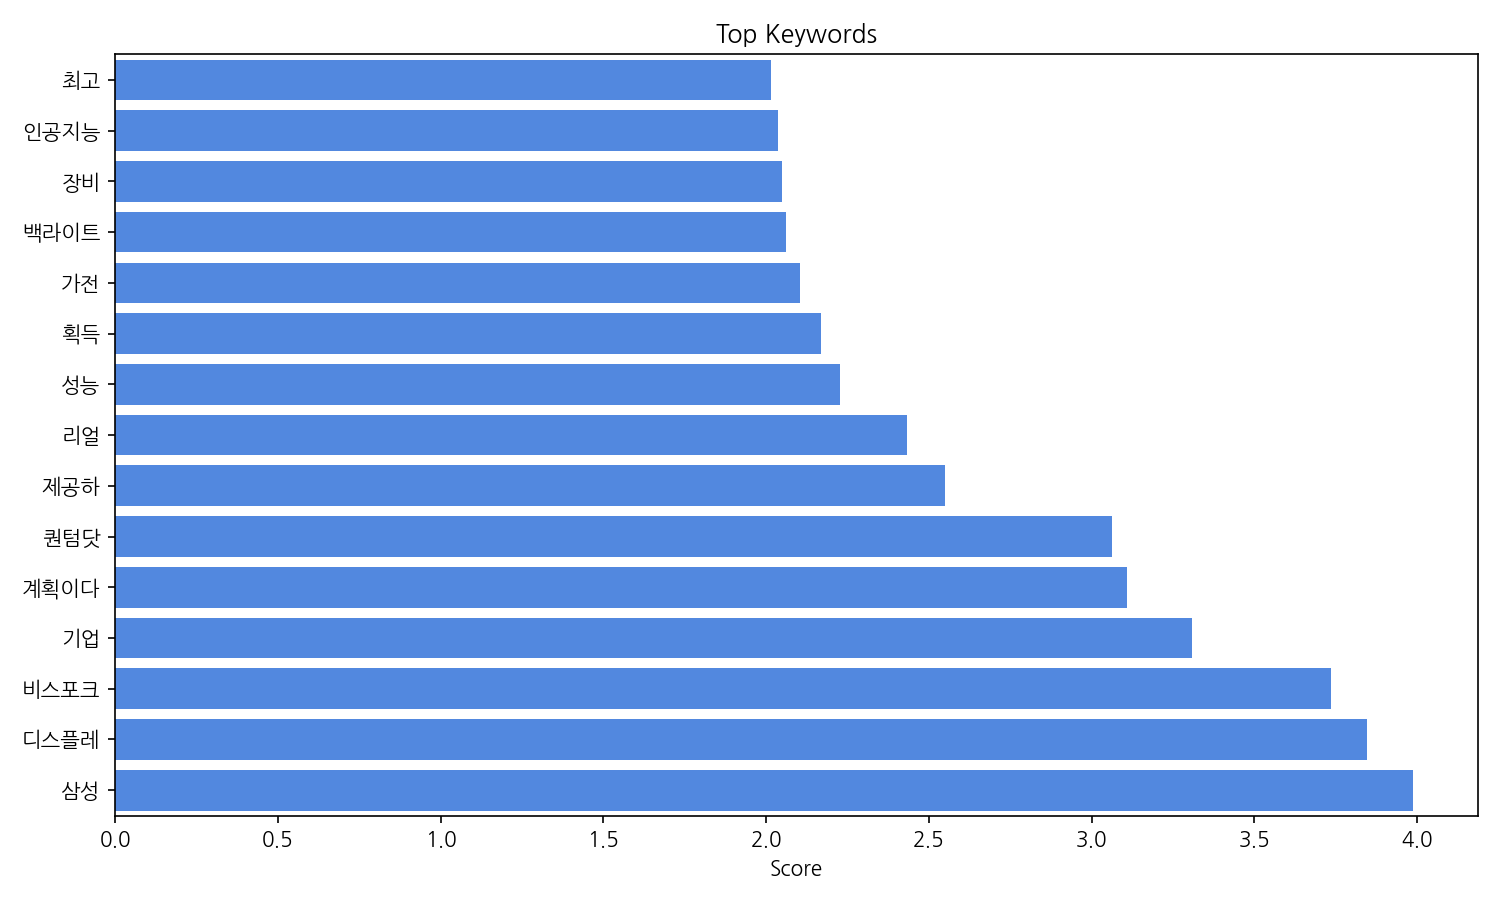 Top Keywords
최고
인공지능
장비
백라이트
가전
획득
성능
리얼
제공하
퀀텀닷
계획이다
기업
비스포크
디스플레
삼성
0.0 0.5 1.0 1.5 2.0 2.5 3.0 3.5 4.0
Score